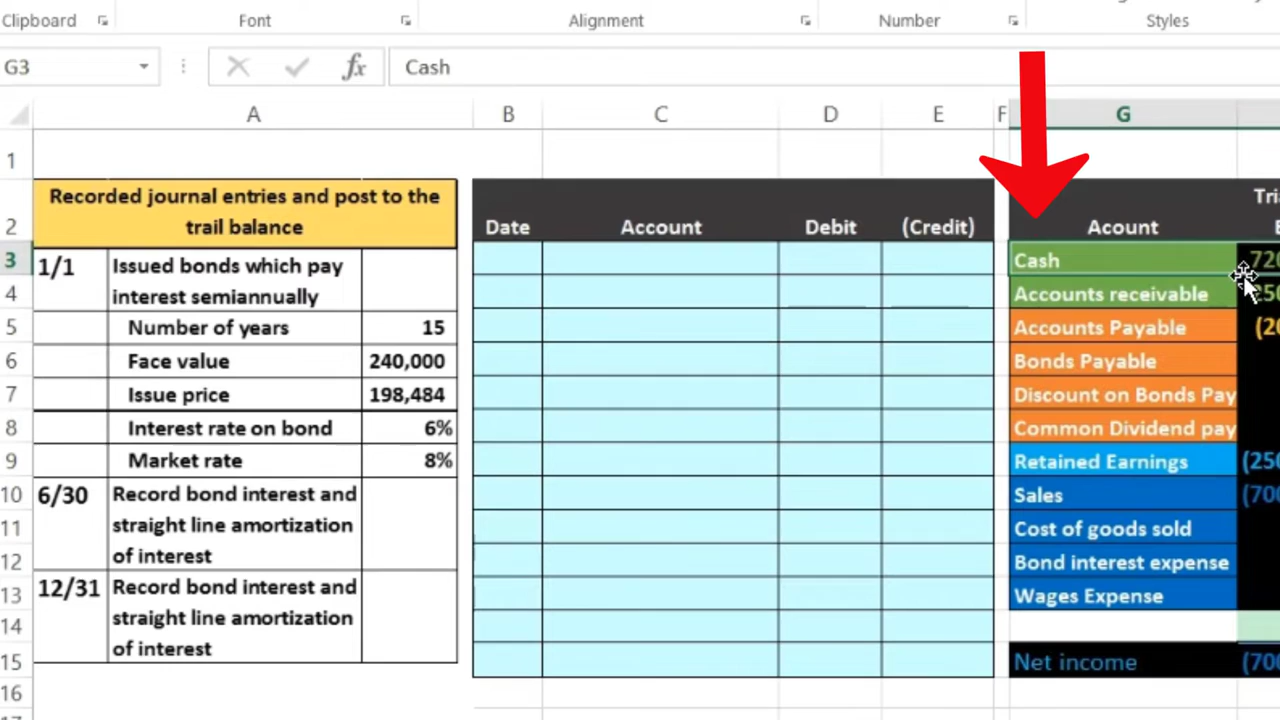 Clipboard Font Alignment Number Styles
G3 fx Cash
A B C D E F G
1
Recorded journal entries and post to the
trail balance
2 Date Account Debit (Credit) Acount
3 1/1 Issued bonds which pay Cash
4 interest semiannually Accounts receivable
5 Number of years 15 Accounts Payable
6 Face value 240,000 Bonds Payable
7 Issue price 198,484 Discount on Bonds Pay
8 Interest rate on bond 6% Common Dividend pay
9 Market rate 8% Retained Earnings (250
10 6/30 Record bond interest and Sales (700
11 straight line amortization Cost of goods sold
12 of interest Bond interest expense
13 12/31 Record bond interest and Wages Expense
14 straight line amortization
15 of interest Net income (700
16